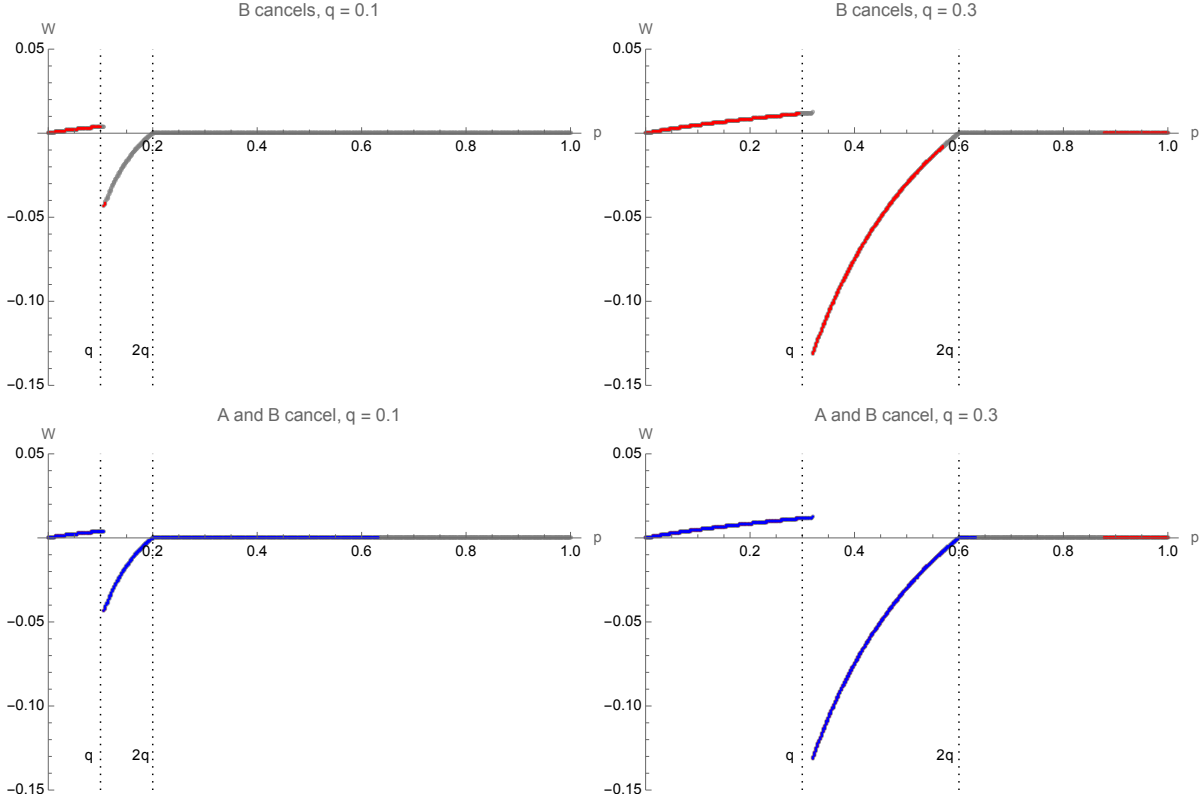 B cancels, q = 0.1
W
0.05
0.2 0.4 0.6 0.8 1.0 p
−0.05
−0.10
q 2q
−0.15
B cancels, q = 0.3
W
0.05
0.2 0.4 0.6 0.8 1.0 p
−0.05
−0.10
q 2q
−0.15
A and B cancel, q = 0.1
W
0.05
0.2 0.4 0.6 0.8 1.0 p
−0.05
−0.10
q 2q
−0.15
A and B cancel, q = 0.3
W
0.05
0.2 0.4 0.6 0.8 1.0 p
−0.05
−0.10
q 2q
−0.15